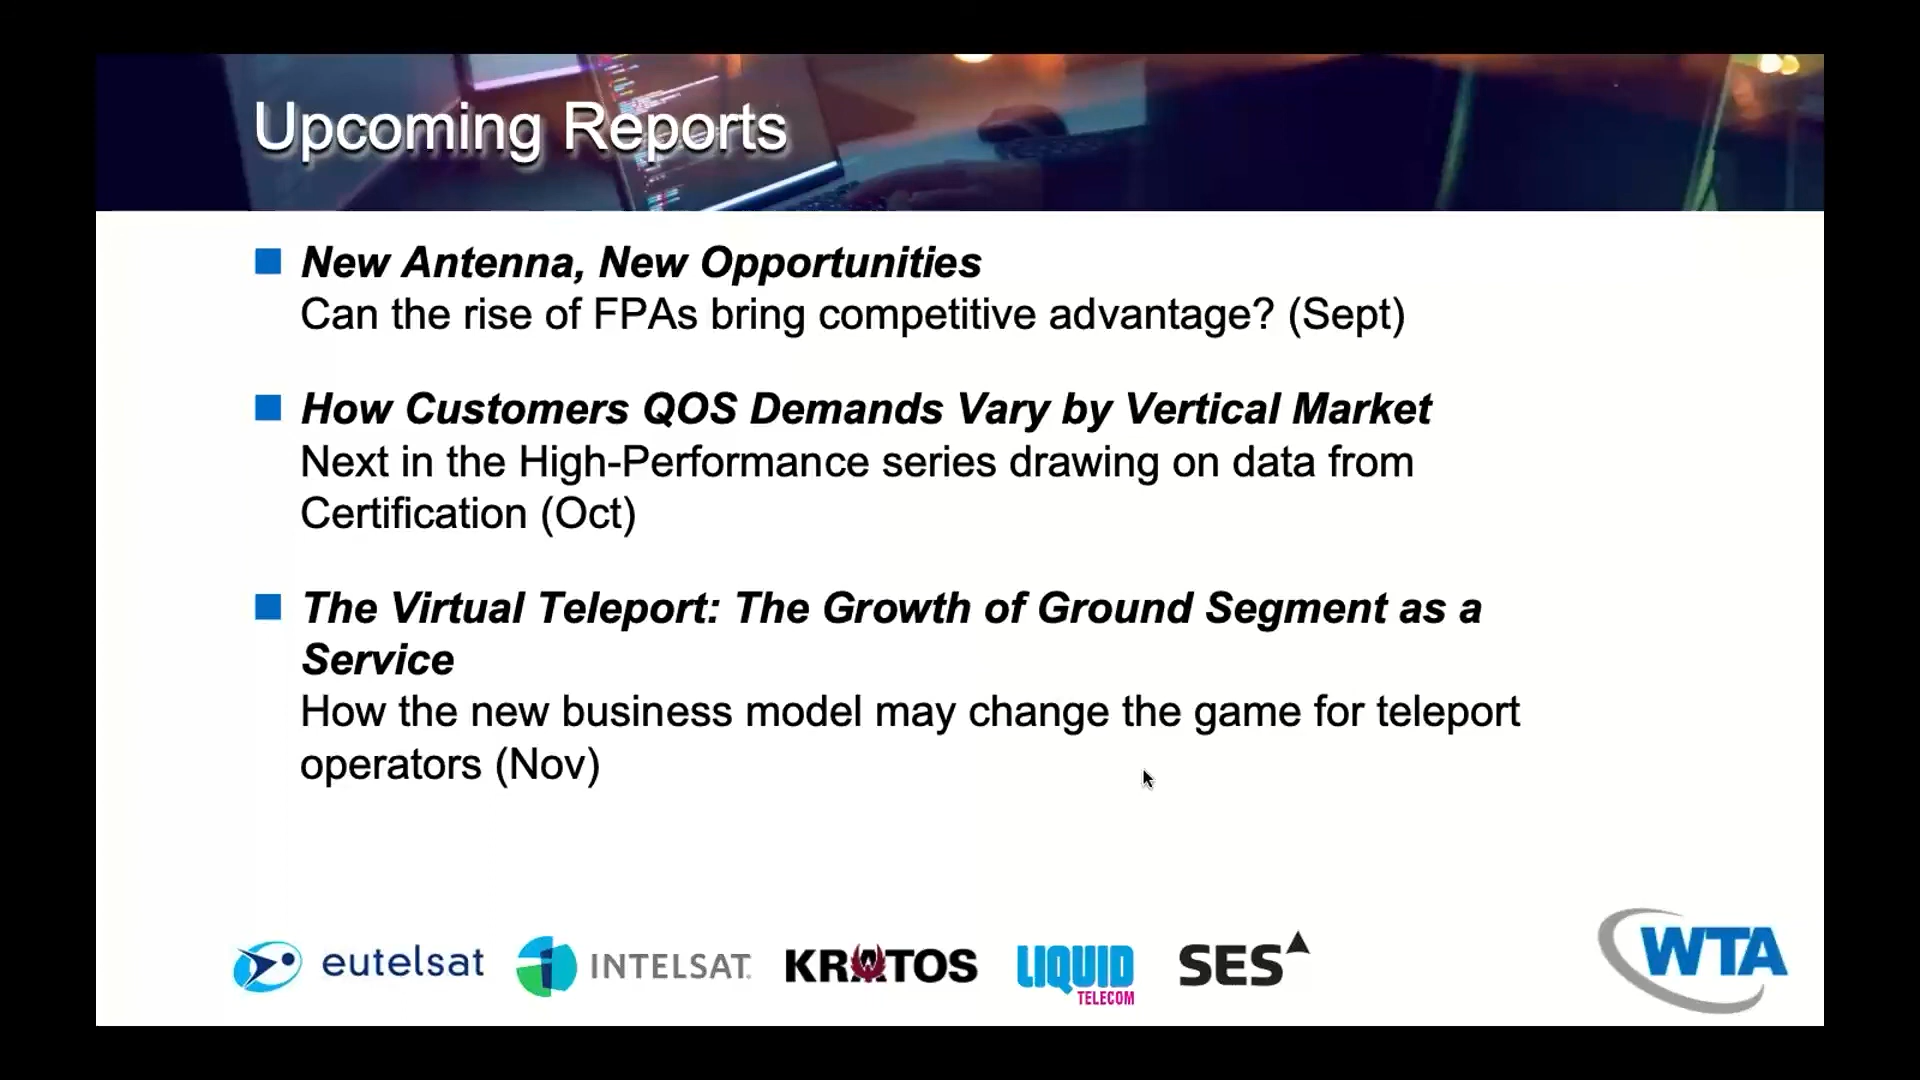 Upcoming Reports
New Antenna, New Opportunities
Can the rise of FPAs bring competitive advantage? (Sept)
How Customers QOS Demands Vary by Vertical Market
Next in the High-Performance series drawing on data from
Certification (Oct)
The Virtual Teleport: The Growth of Ground Segment as a
Service
How the new business model may change the game for teleport
operators (Nov)
eutelsat INTELSAT. KRATOS LIQUID TELECOM SES WTA